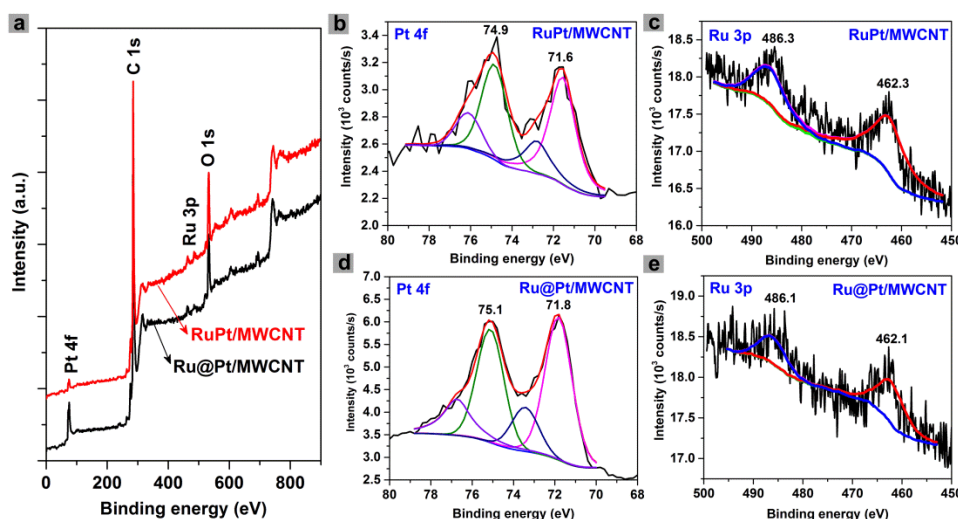 a
C 1s
O 1s
Ru 3p
Pt 4f
RuPt/MWCNT
Ru@Pt/MWCNT
Intensity (a.u.)
0 200 400 600 800
Binding energy (eV)
b
Pt 4f
74.9
RuPt/MWCNT
71.6
Intensity (10³ counts/s)
3.4
3.2
3.0
2.8
2.6
2.4
2.2
2.0
80 78 76 74 72 70 68
Binding energy (eV)
c
Ru 3p
486.3
RuPt/MWCNT
462.3
Intensity (10³ counts/s)
18.5
18.0
17.5
17.0
16.5
16.0
500 490 480 470 460 450
Binding energy (eV)
d
Pt 4f
75.1
Ru@Pt/MWCNT
71.8
Intensity (10³ counts/s)
7.0
6.5
6.0
5.5
5.0
4.5
4.0
3.5
3.0
2.5
80 78 76 74 72 70 68
Binding energy (eV)
e
Ru 3p
486.1
Ru@Pt/MWCNT
462.1
Intensity (10³ counts/s)
19.0
18.5
18.0
17.5
17.0
500 490 480 470 460 450
Binding energy (eV)